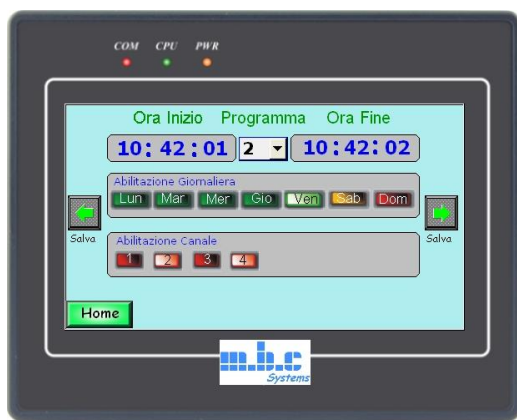 COM CPU PWR
Ora Inizio Programma Ora Fine
10:42:01 2 10:42:02
Abilitazione Giornaliera
Lun Mar Mer Gio Ven Sab Dom
Salva Salva
Abilitazione Canale
1 2 3 4
Home
m.b.c
Systems